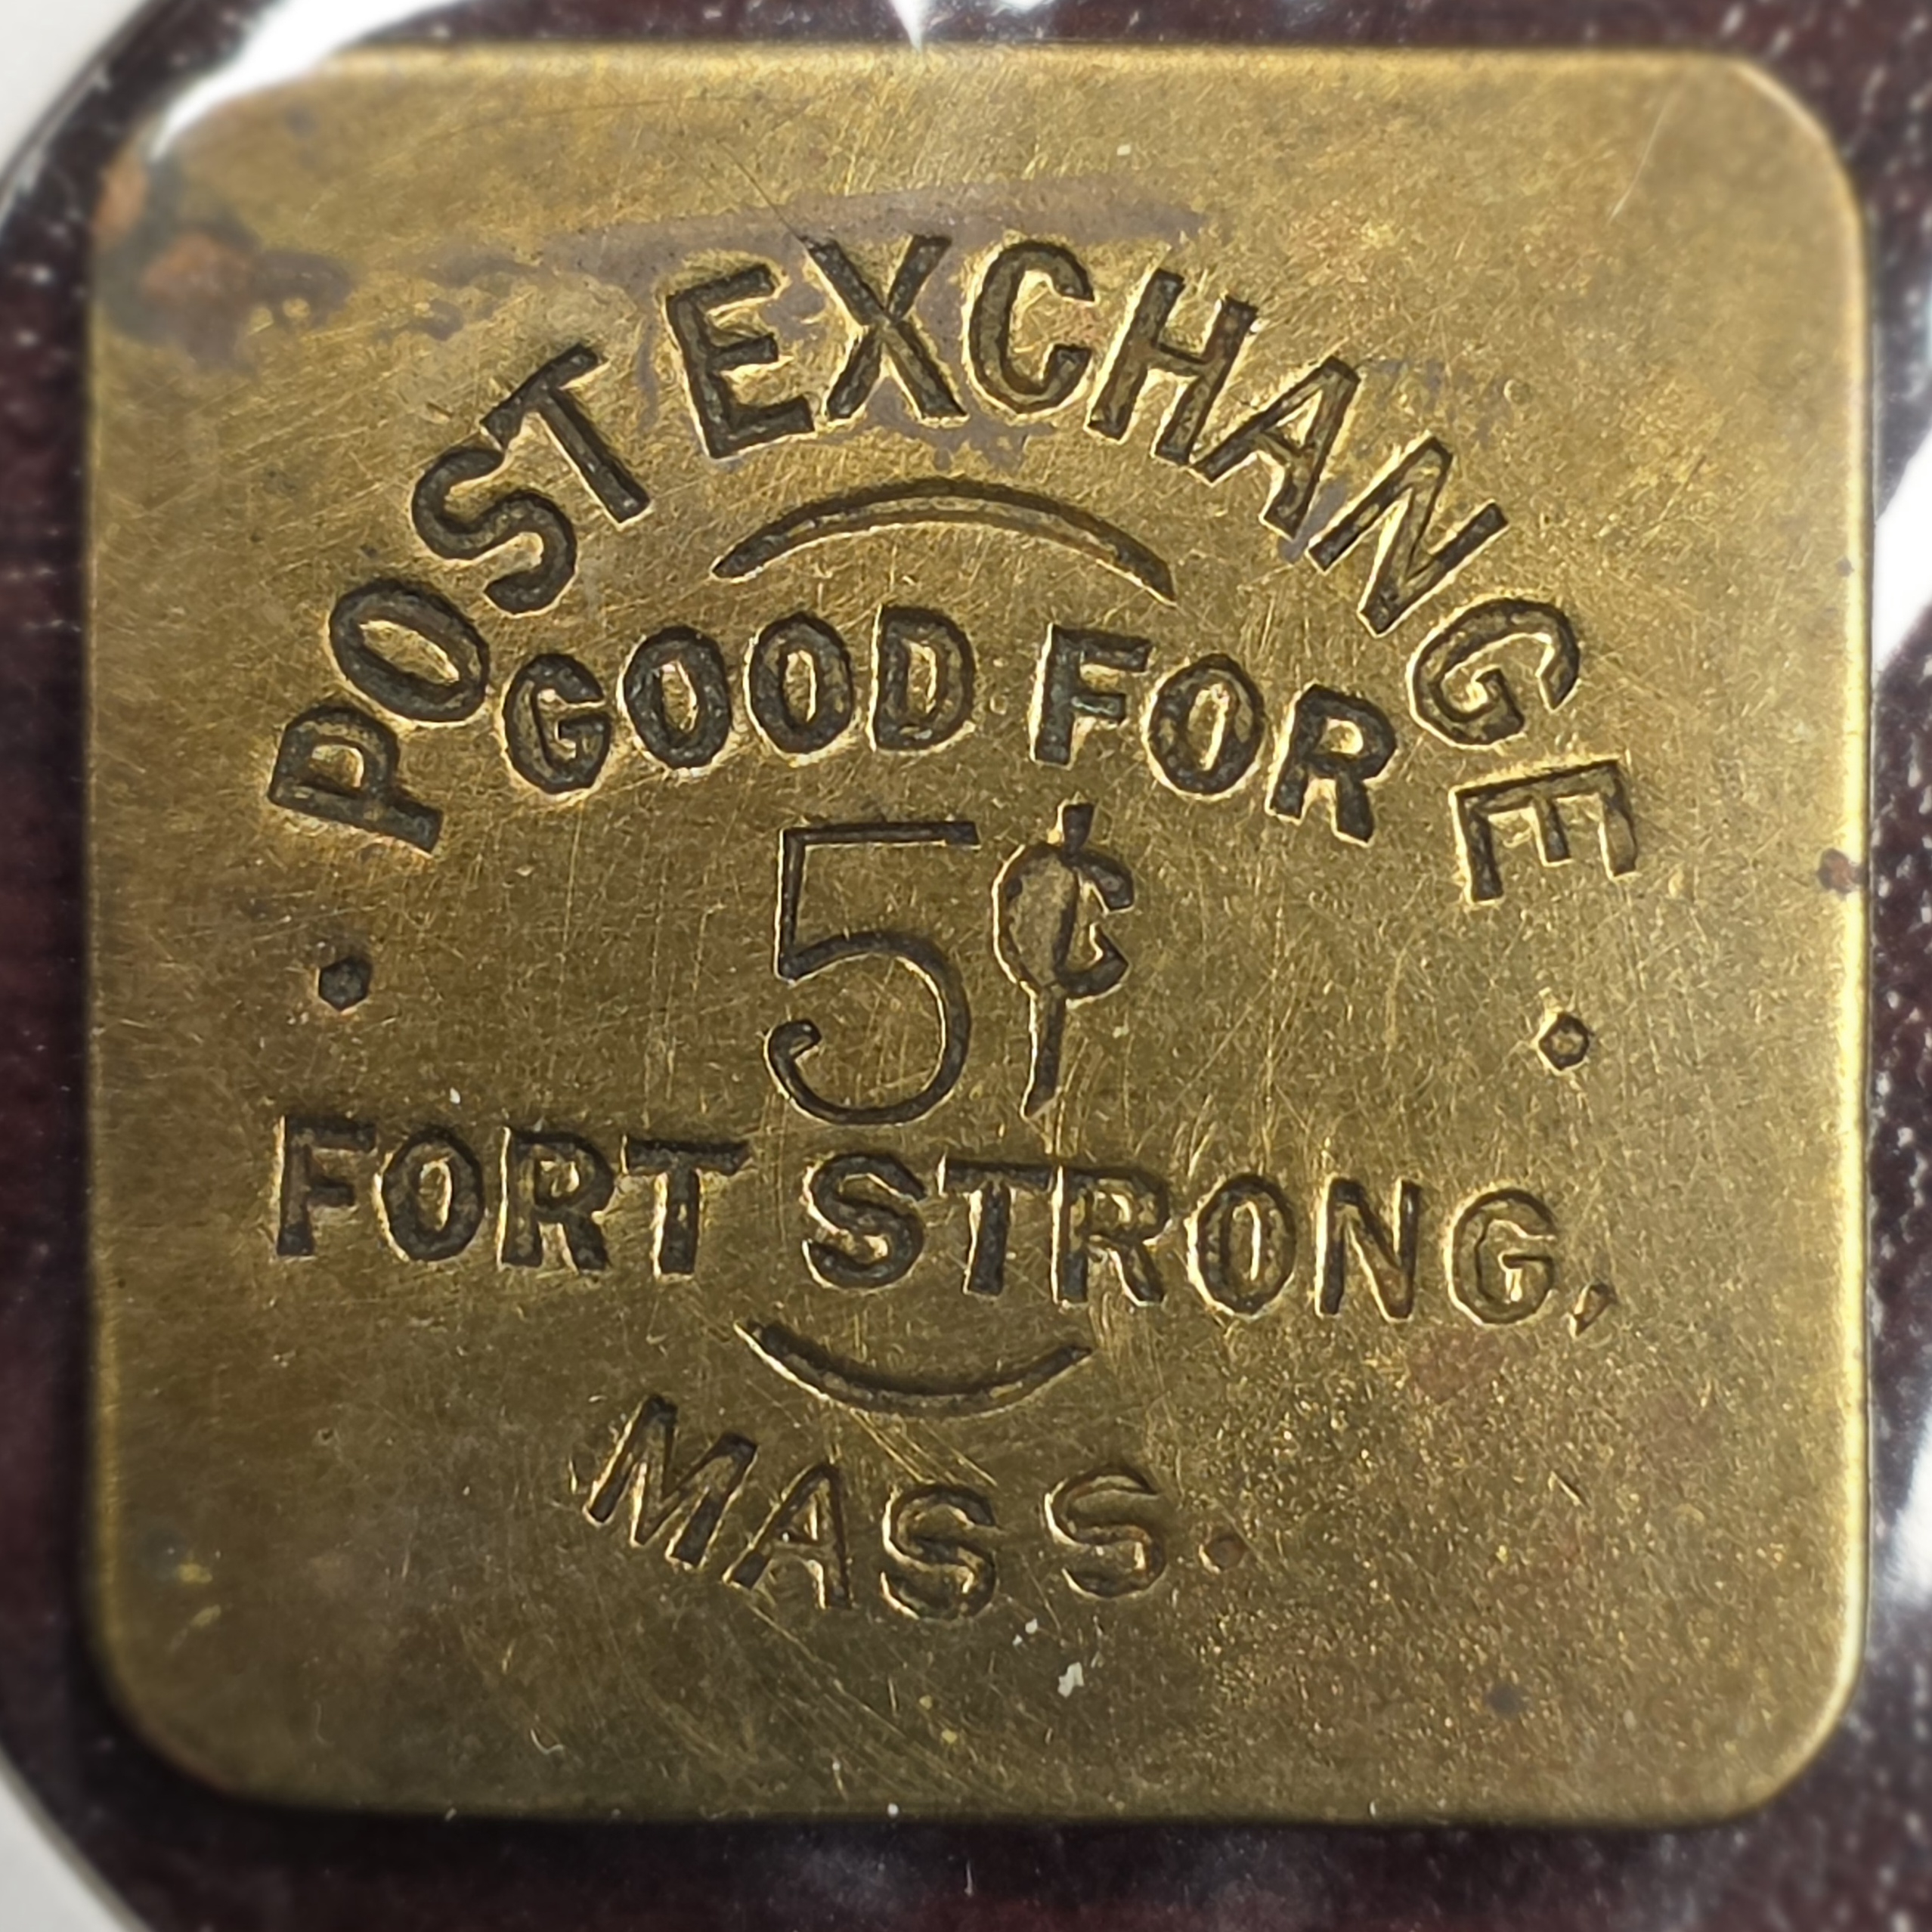 POST EXCHANGE
GOOD FOR
5¢
FORT STRONG,
MASS.